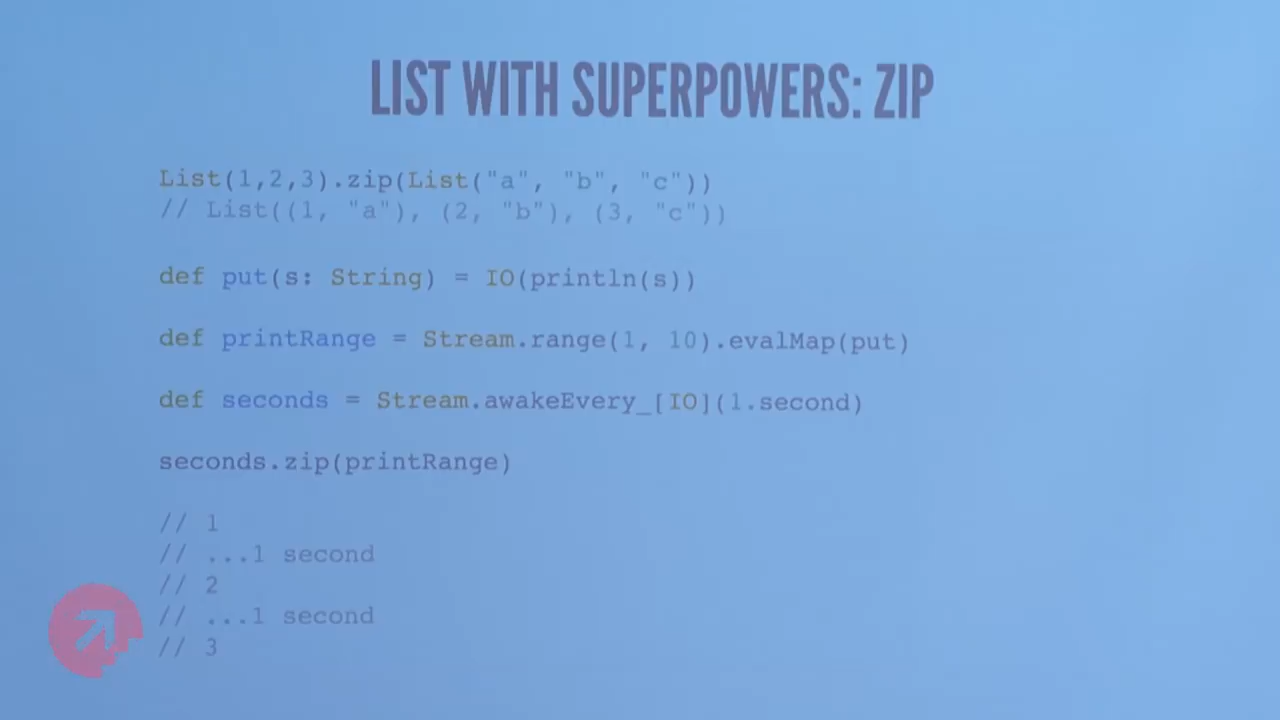 LIST WITH SUPERPOWERS: ZIP
List(1,2,3).zip(List("a", "b", "c"))
// List((1, "a"), (2, "b"), (3, "c"))
def put(s: String) = IO(println(s))
def printRange = Stream.range(1, 10).evalMap(put)
def seconds = Stream.awakeEvery_[IO](1.second)
seconds.zip(printRange)
// 1
// ...1 second
// 2
// ...1 second
// 3